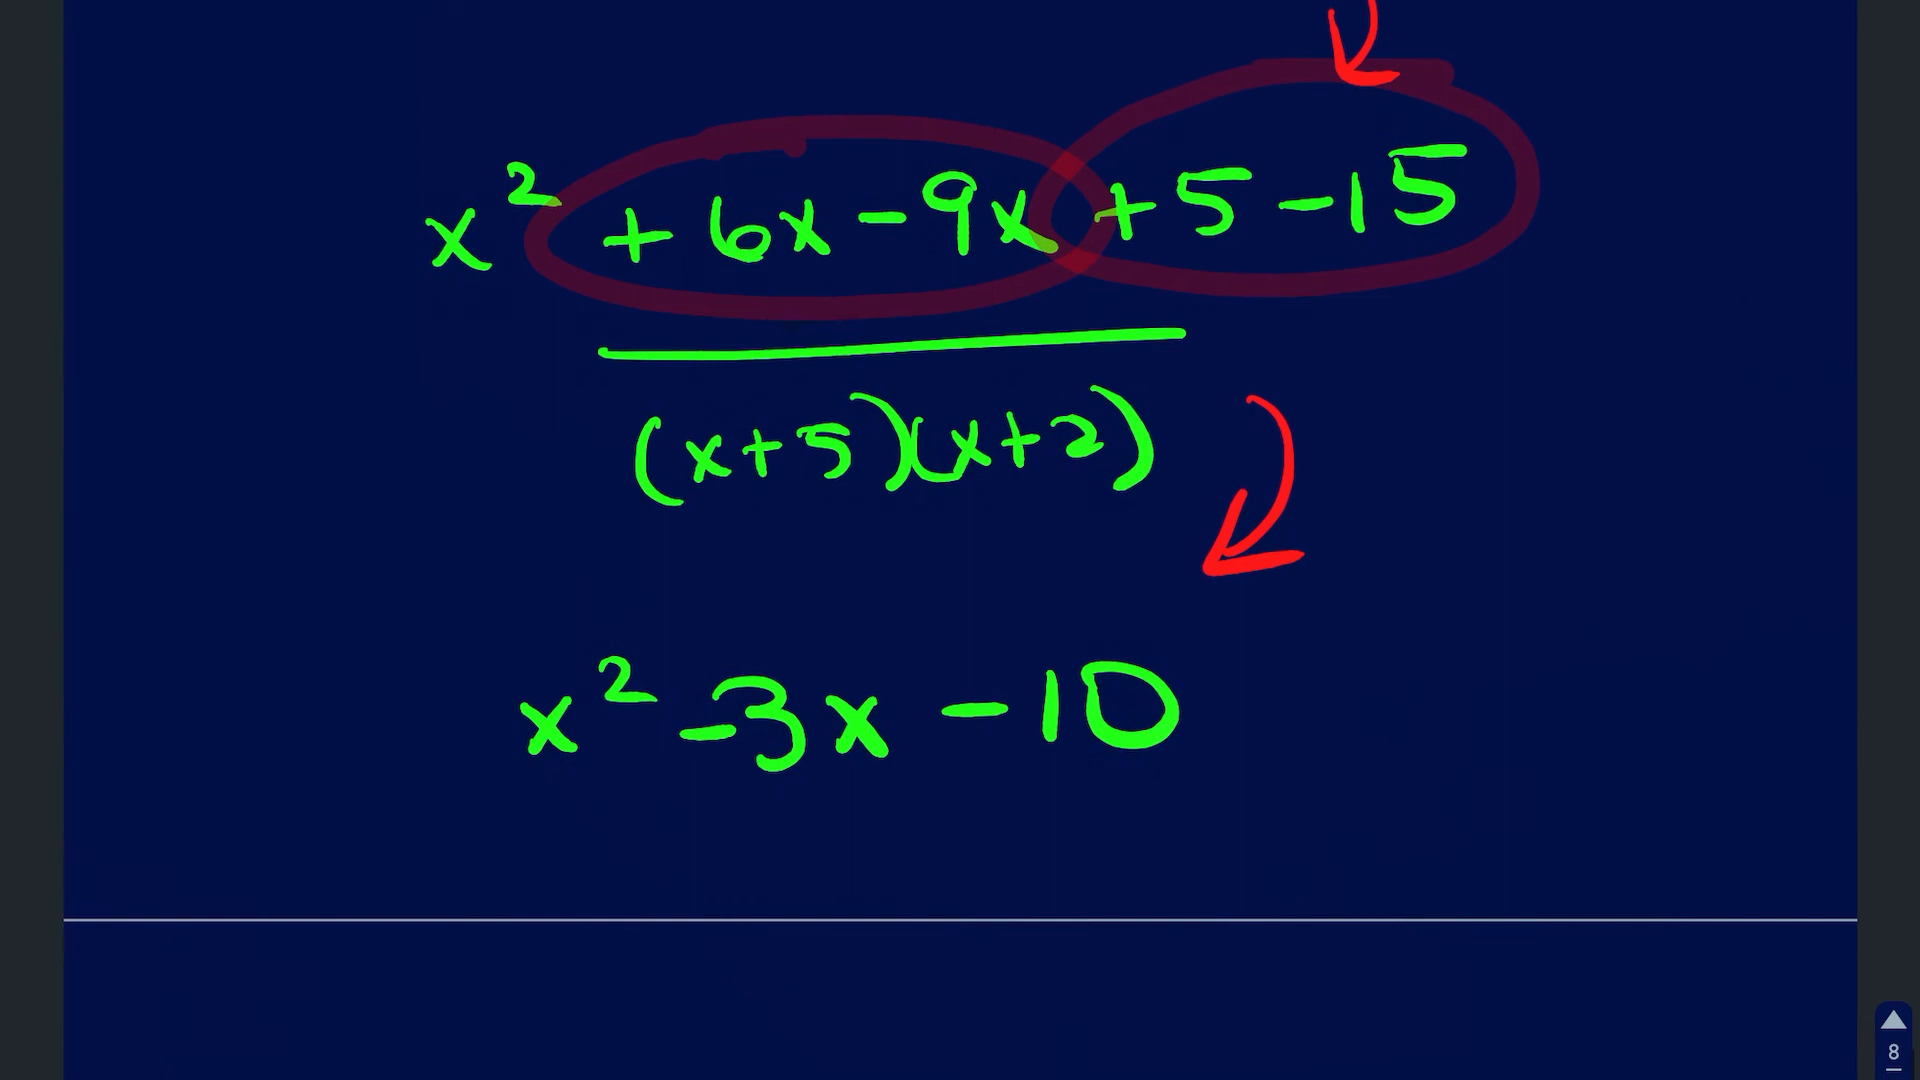 x² + 6x - 9x + 5 - 15
(x+5)(x+2)
x² - 3x - 10
8